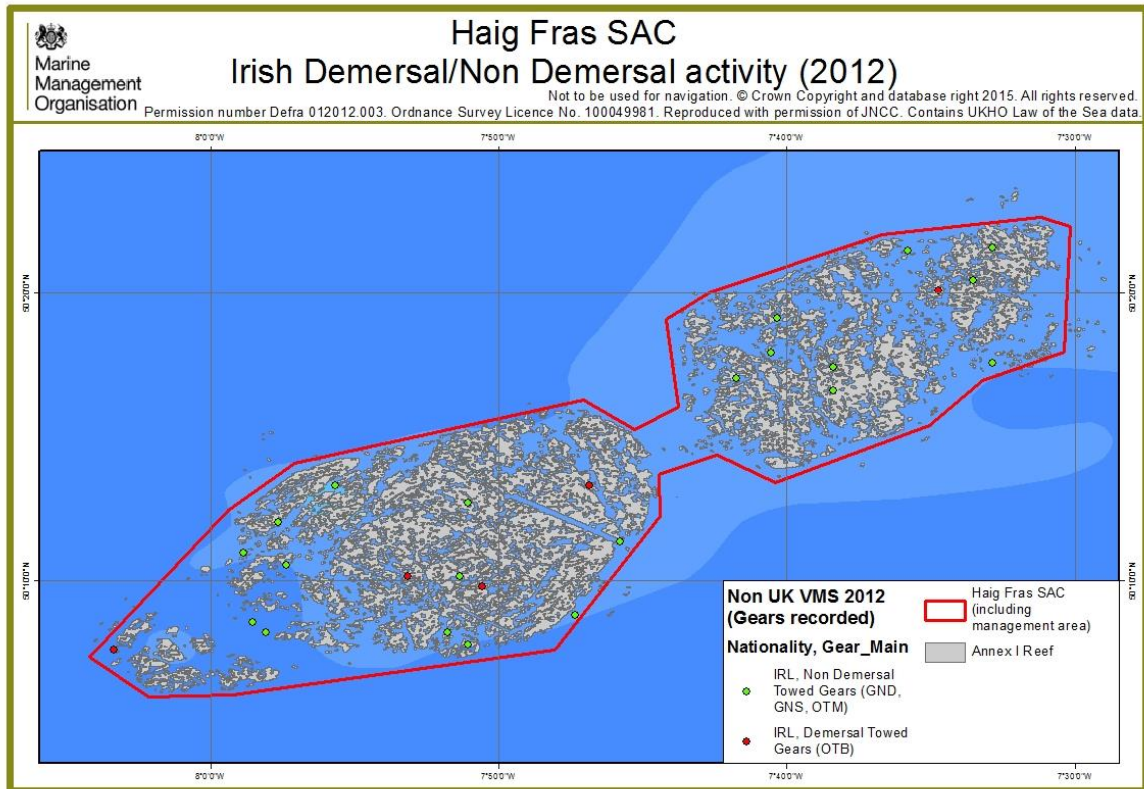 Marine
Management
Organisation
Haig Fras SAC
Irish Demersal/Non Demersal activity (2012)
Not to be used for navigation. © Crown Copyright and database right 2015. All rights reserved.
Permission number Defra 012012.003. Ordnance Survey Licence No. 100049981. Reproduced with permission of JNCC. Contains UKHO Law of the Sea data.
8°0'0"W
7°50'0"W
7°40'0"W
7°30'0"W
50°20'0"N
50°20'0"N
50°10'0"N
50°10'0"N
Non UK VMS 2012
(Gears recorded)
Nationality, Gear_Main
IRL, Non Demersal
Towed Gears (GND,
GNS, OTM)
IRL, Demersal Towed
Gears (OTB)
Haig Fras SAC
(including
management area)
Annex I Reef
8°0'0"W
7°50'0"W
7°40'0"W
7°30'0"W